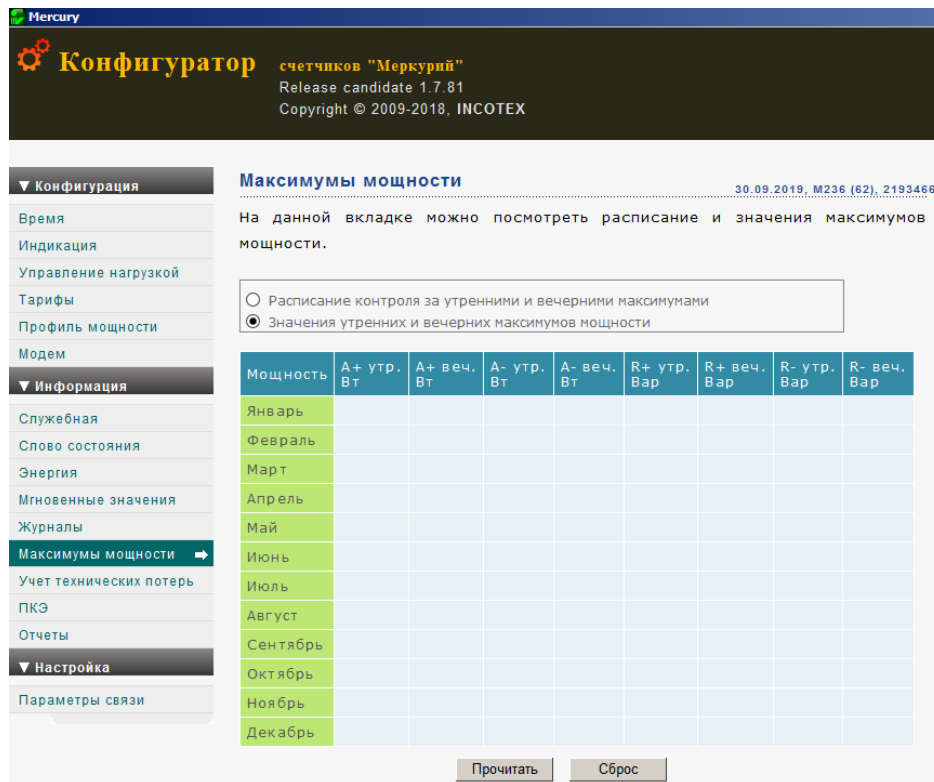 Mercury
Конфигуратор
счетчиков "Меркурий"
Release candidate 1.7.81
Copyright © 2009-2018, INCOTEX
▼ Конфигурация
Время
Индикация
Управление нагрузкой
Тарифы
Профиль мощности
Модем
▼ Информация
Служебная
Слово состояния
Энергия
Мгновенные значения
Журналы
Максимумы мощности
Учет технических потерь
ПКЭ
Отчеты
▼ Настройка
Параметры связи
Максимумы мощности
30.09.2019, M236 (62), 2193466
На данной вкладке можно посмотреть расписание и значения максимумов
мощности.
Расписание контроля за утренними и вечерними максимумами
Значения утренних и вечерних максимумов мощности
Мощность A+ утр. Вт A+ веч. Вт A- утр. Вт A- веч. Вт R+ утр. Вар R+ веч. Вар R- утр. Вар R- веч. Вар
Январь
Февраль
Март
Апрель
Май
Июнь
Июль
Август
Сентябрь
Октябрь
Ноябрь
Декабрь
Прочитать Сброс